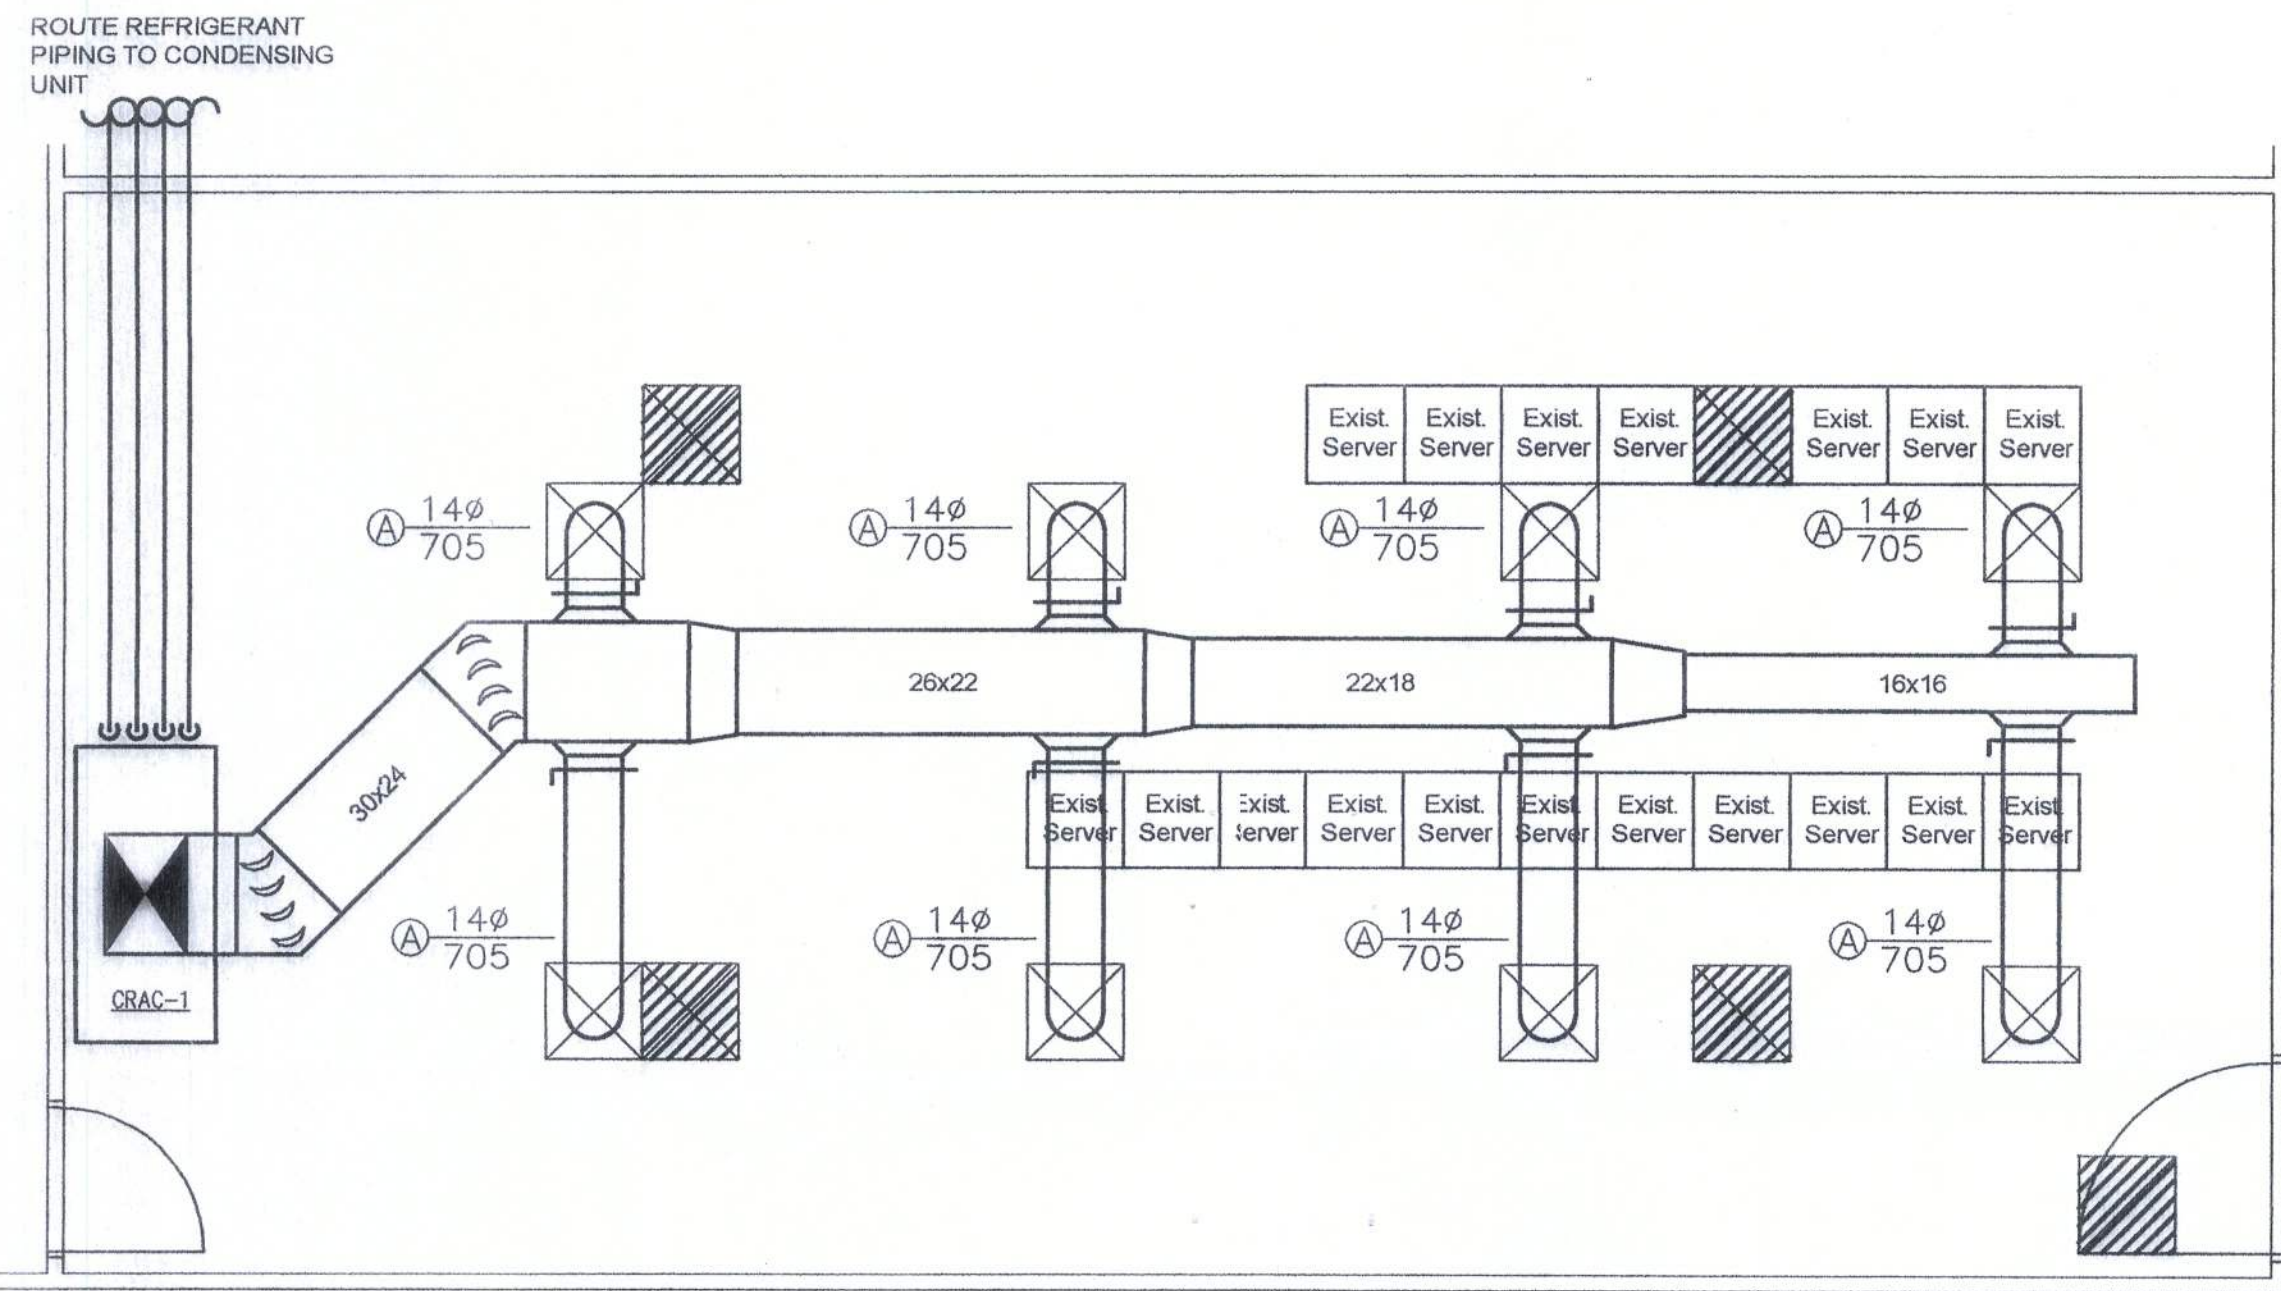 ROUTE REFRIGERANT
PIPING TO CONDENSING
UNIT
Exist.
Server
Exist.
Server
Exist.
Server
Exist.
Server
Exist.
Server
Exist.
Server
Exist.
Server
A 14ø
705
A 14ø
705
A 14ø
705
A 14ø
705
30x24
26x22
22x18
16x16
Exist.
Server
Exist.
Server
Exist.
Server
Exist.
Server
Exist.
Server
Exist.
Server
Exist.
Server
Exist.
Server
Exist.
Server
Exist.
Server
Exist.
Server
A 14ø
705
A 14ø
705
A 14ø
705
A 14ø
705
CRAC-1